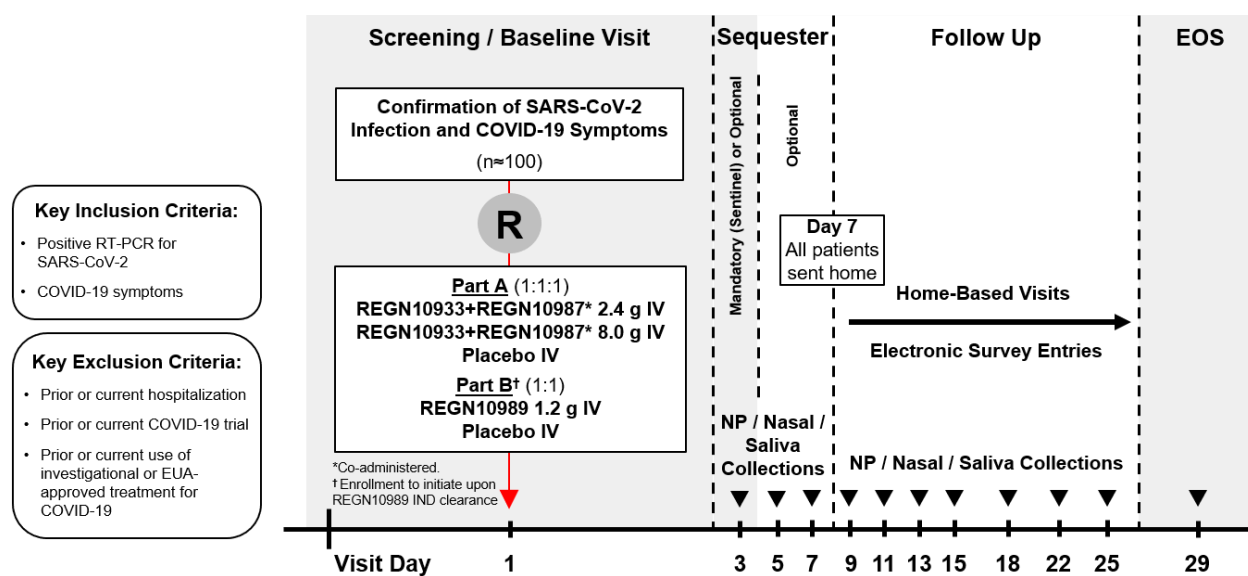 Screening / Baseline Visit
Sequester
Follow Up
EOS
Confirmation of SARS-CoV-2
Infection and COVID-19 Symptoms
(n≈100)
Mandatory (Sentinel) or Optional
Optional
Key Inclusion Criteria:
• Positive RT-PCR for
SARS-CoV-2
• COVID-19 symptoms
R
Day 7
All patients
sent home
Part A (1:1:1)
REGN10933+REGN10987* 2.4 g IV
REGN10933+REGN10987* 8.0 g IV
Placebo IV
Part B† (1:1)
REGN10989 1.2 g IV
Placebo IV
Home-Based Visits
Electronic Survey Entries
Key Exclusion Criteria:
• Prior or current hospitalization
• Prior or current COVID-19 trial
• Prior or current use of
investigational or EUA-
approved treatment for
COVID-19
NP / Nasal /
Saliva
Collections
NP / Nasal / Saliva Collections
*Co-administered.
† Enrollment to initiate upon
REGN10989 IND clearance
Visit Day 1 3 5 7 9 11 13 15 18 22 25 29